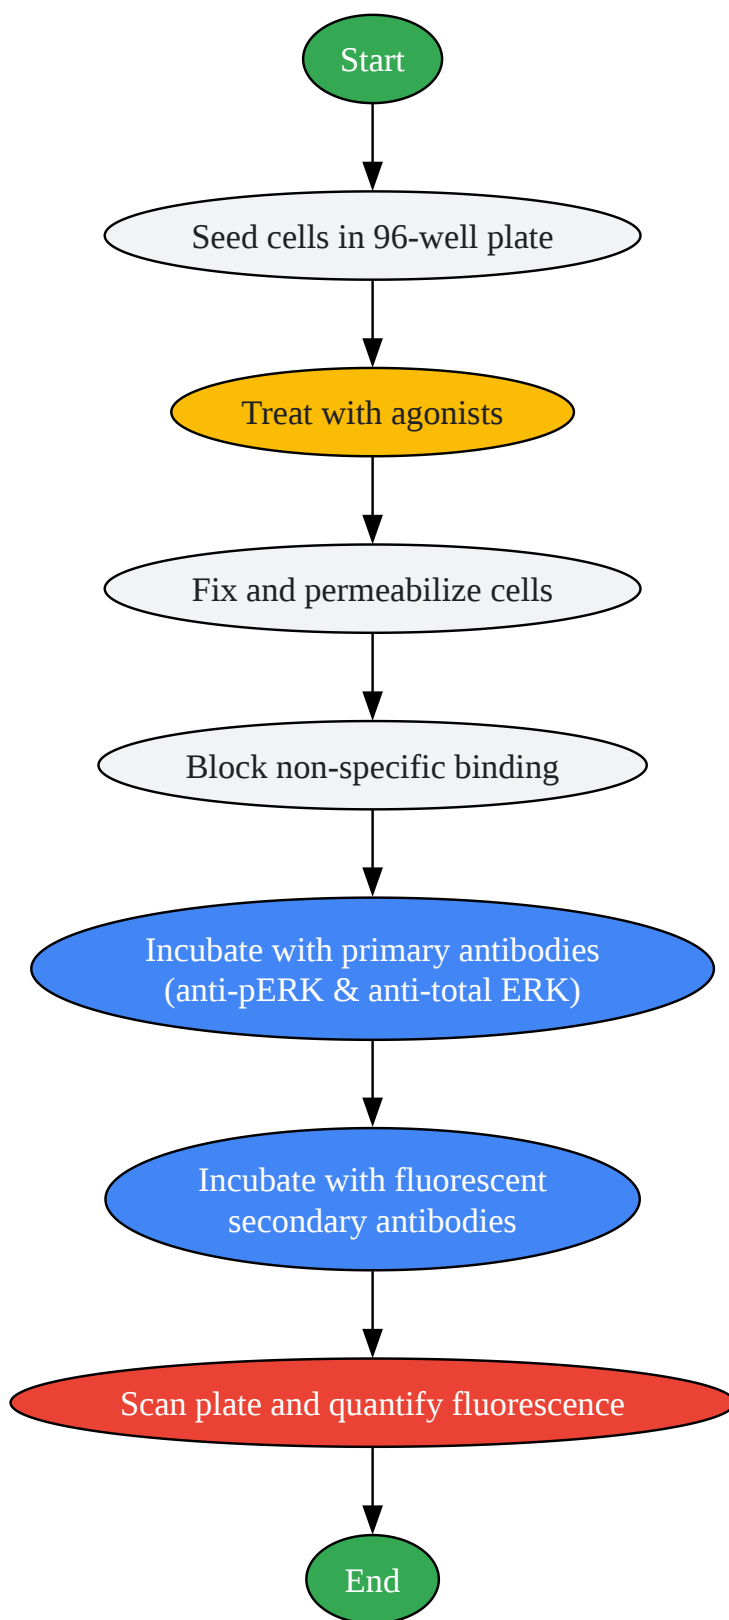 Start
Seed cells in 96-well plate
Treat with agonists
Fix and permeabilize cells
Block non-specific binding
Incubate with primary antibodies
(anti-pERK & anti-total ERK)
Incubate with fluorescent
secondary antibodies
Scan plate and quantify fluorescence
End